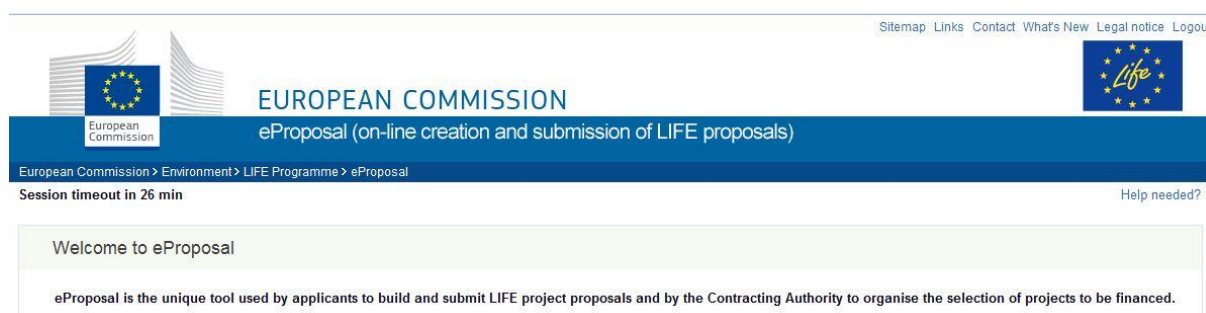 Sitemap Links Contact What's New Legal notice Logou
Life
EUROPEAN COMMISSION
European
Commission
eProposal (on-line creation and submission of LIFE proposals)
European Commission > Environment > LIFE Programme > eProposal
Session timeout in 26 min
Help needed?
Welcome to eProposal
eProposal is the unique tool used by applicants to build and submit LIFE project proposals and by the Contracting Authority to organise the selection of projects to be financed.